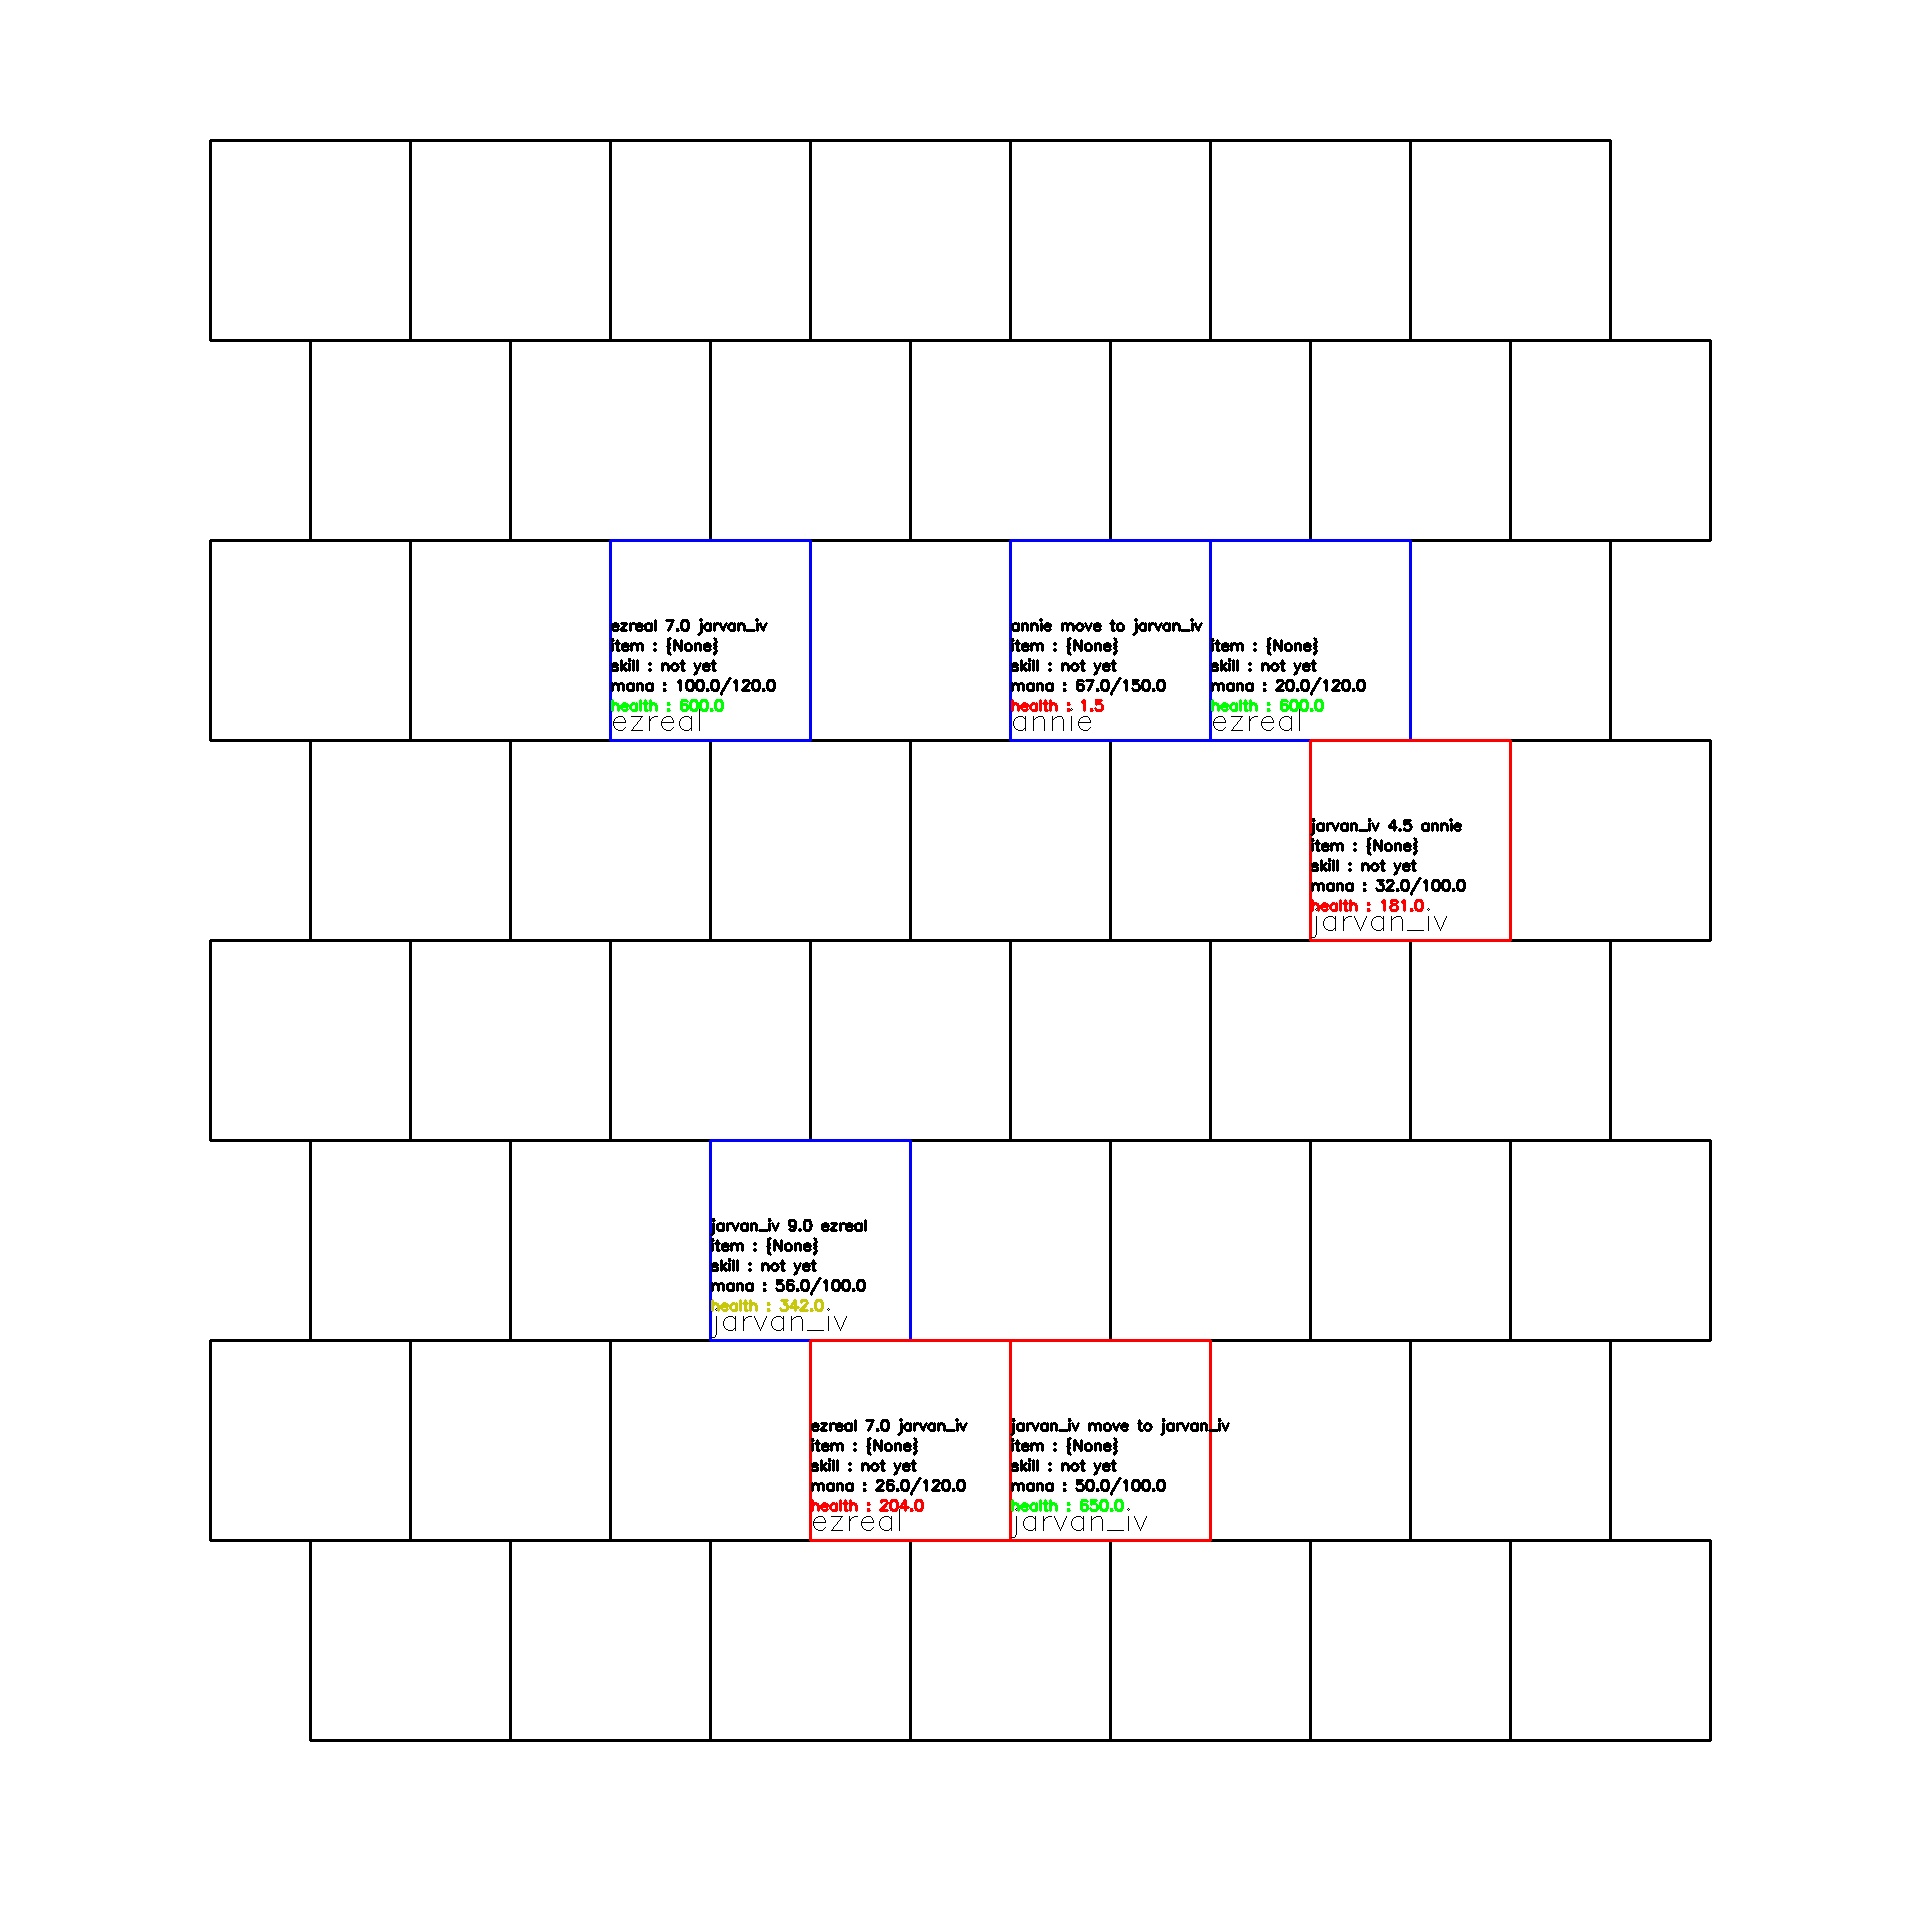 ezreal 7.0 jarvan_iv
item : {None}
skill : not yet
mana : 100.0/120.0
health : 600.0
ezreal
annie move to jarvan_iv
item : {None}
skill : not yet
mana : 67.0/150.0
health : 1.5
annie
item : {None}
skill : not yet
mana : 20.0/120.0
health : 600.0
ezreal
jarvan_iv 4.5 annie
item : {None}
skill : not yet
mana : 32.0/100.0
health : 181.0
jarvan_iv
jarvan_iv 9.0 ezreal
item : {None}
skill : not yet
mana : 56.0/100.0
health : 342.0
jarvan_iv
ezreal 7.0 jarvan_iv
item : {None}
skill : not yet
mana : 26.0/120.0
health : 204.0
ezreal
jarvan_iv move to jarvan_iv
item : {None}
skill : not yet
mana : 50.0/100.0
health : 650.0
jarvan_iv